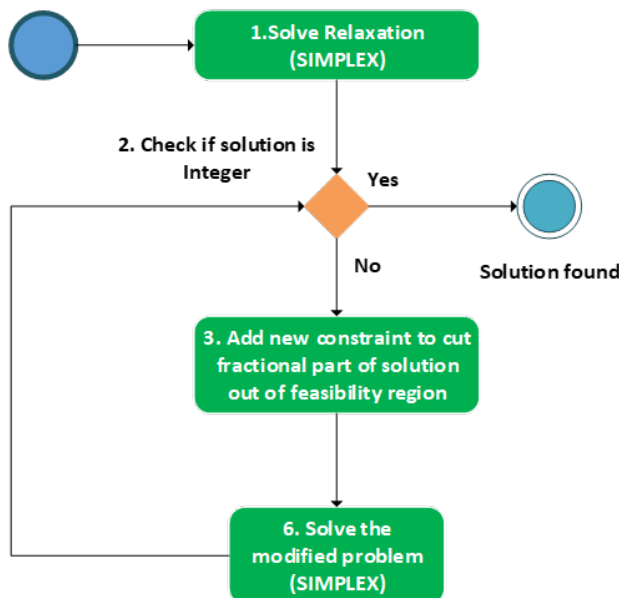 1.Solve Relaxation
(SIMPLEX)
2. Check if solution is
Integer
Yes
No
Solution found
3. Add new constraint to cut
fractional part of solution
out of feasibility region
6. Solve the
modified problem
(SIMPLEX)